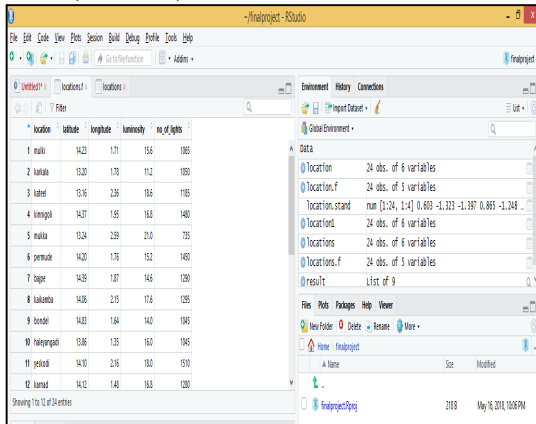 ~/finalproject - RStudio
File Edit Code View Plots Session Build Debug Profile Tools Help
Go to file/function Addins finalproject
Untitled1* locations.f locations
Filter
location latitude longitude luminosity no_of_lights
1 mulki 14.23 1.71 15.6 1065
2 karkala 13.20 1.78 11.2 1050
3 kateel 13.16 2.36 18.6 1185
4 kinnigoli 14.37 1.95 16.8 1480
5 mukka 13.24 2.59 21.0 735
6 permude 14.20 1.76 15.2 1450
7 bajpe 14.39 1.87 14.6 1290
8 kaikamba 14.06 2.15 17.6 1295
9 bondel 14.83 1.64 14.0 1045
10 haleyangadi 13.86 1.35 16.0 1045
11 yeskodi 14.10 2.16 18.0 1510
12 karnad 14.12 1.48 16.8 1280
Showing 1 to 12 of 24 entries
Environment History Connections
Import Dataset List
Global Environment
Data
location 24 obs. of 6 variables
location.f 24 obs. of 5 variables
location.stand num [1:24, 1:4] 0.603 -1.323 -1.397 0.865 -1.248 …
location1 24 obs. of 6 variables
locations 24 obs. of 6 variables
locations.f 24 obs. of 5 variables
result List of 9
Files Plots Packages Help Viewer
New Folder Delete Rename More
Home finalproject
Name Size Modified
..
finalproject.Rproj 218 B May 16, 2018, 10:06 PM